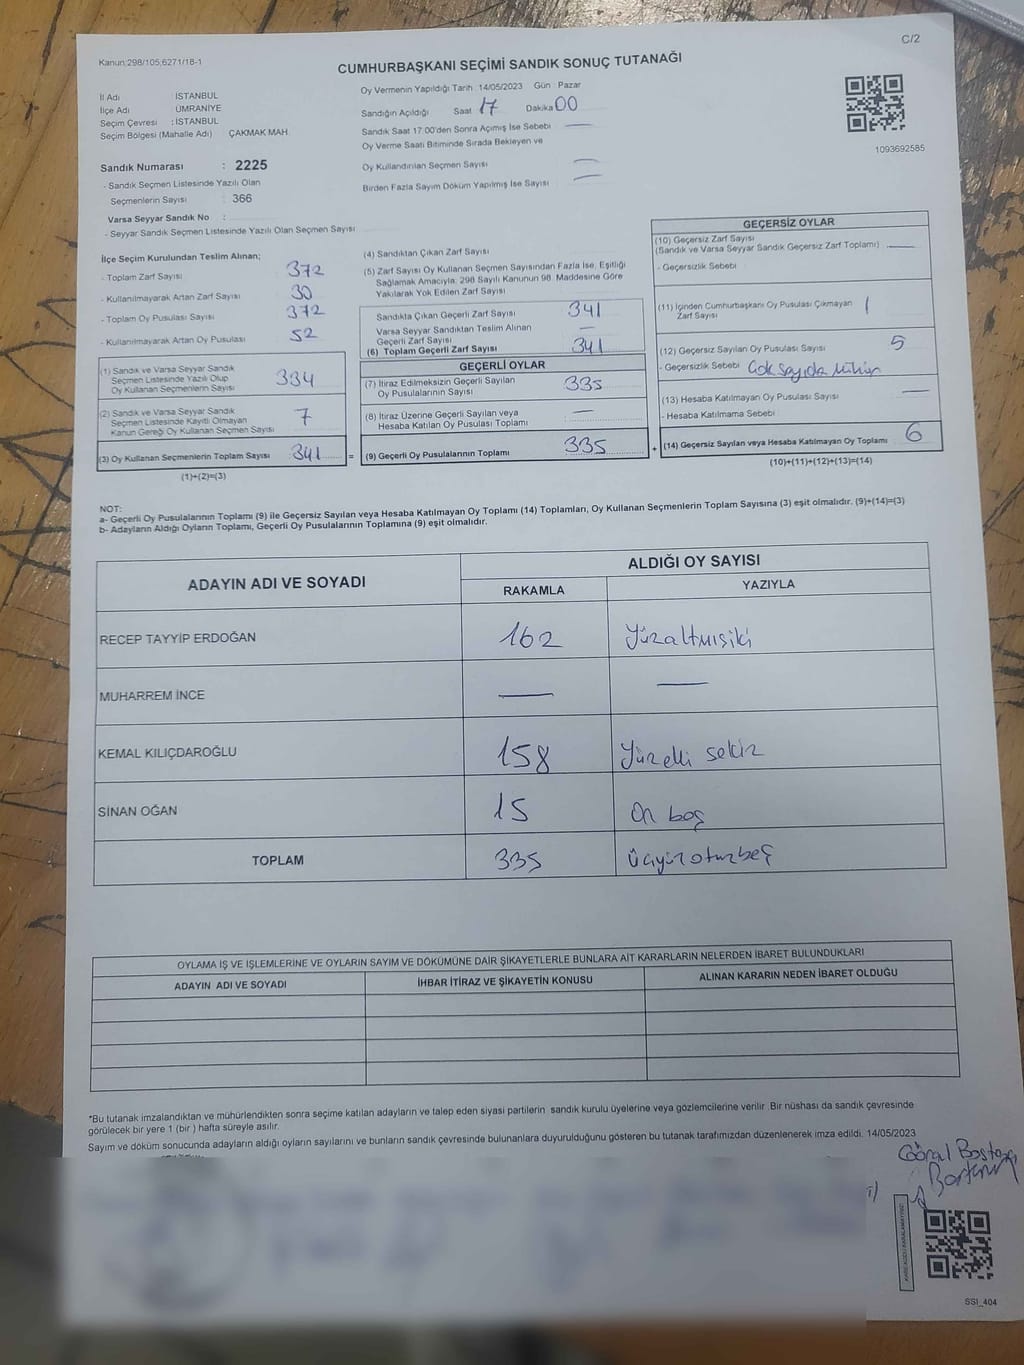 C/2
Kanun:298/105;6271/18-1
CUMHURBAŞKANI SEÇİMİ SANDIK SONUÇ TUTANAĞI
İl Adı : İSTANBUL
İlçe Adı : ÜMRANİYE
Seçim Çevresi : İSTANBUL
Seçim Bölgesi (Mahalle Adı) ÇAKMAK MAH.
Sandık Numarası : 2225
- Sandık Seçmen Listesinde Yazılı Olan
Seçmenlerin Sayısı : 366
Varsa Seyyar Sandık No :
- Seyyar Sandık Seçmen Listesinde Yazılı Olan Seçmen Sayısı
Oy Vermenin Yapıldığı Tarih 14/05/2023 Gün Pazar
Sandığın Açıldığı Saat 17 Dakika 00
Sandık Saat 17.00'den Sonra Açımış İse Sebebi —
Oy Verme Saati Bitiminde Sırada Bekleyen ve
Oy Kullandırılan Seçmen Sayısı —
Birden Fazla Sayım Döküm Yapılmış İse Sayısı —
1093692585
İlçe Seçim Kurulundan Teslim Alınan;
- Toplam Zarf Sayısı 372
- Kullanılmayarak Artan Zarf Sayısı 30
- Toplam Oy Pusulası Sayısı 372
- Kullanılmayarak Artan Oy Pusulası 52
(1) Sandık ve Varsa Seyyar Sandık
Seçmen Listesinde Yazılı Olup
Oy Kullanan Seçmenlerin Sayısı 334
(2) Sandık ve Varsa Seyyar Sandık
Seçmen Listesinde Kayıtlı Olmayan
Kanun Gereği Oy Kullanan Seçmen Sayısı 7
(3) Oy Kullanan Seçmenlerin Toplam Sayısı 341 =
(1)+(2)=(3)
(4) Sandıktan Çıkan Zarf Sayısı
(5) Zarf Sayısı Oy Kullanan Seçmen Sayısından Fazla İse, Eşitliği
Sağlamak Amacıyla, 298 Sayılı Kanunun 98. Maddesine Göre
Yakılarak Yok Edilen Zarf Sayısı
Sandıkta Çıkan Geçerli Zarf Sayısı 341
Varsa Seyyar Sandıktan Teslim Alınan
Geçerli Zarf Sayısı —
(6) Toplam Geçerli Zarf Sayısı 341
GEÇERLİ OYLAR
(7) İtiraz Edilmeksizin Geçerli Sayılan
Oy Pusulalarının Sayısı 335
(8) İtiraz Üzerine Geçerli Sayılan veya
Hesaba Katılan Oy Pusulası Toplamı —
(9) Geçerli Oy Pusulalarının Toplamı 335 +
GEÇERSİZ OYLAR
(10) Geçersiz Zarf Sayısı
(Sandık ve Varsa Seyyar Sandık Geçersiz Zarf Toplamı) —
- Geçersizlik Sebebi
(11) İçinden Cumhurbaşkanı Oy Pusulası Çıkmayan
Zarf Sayısı 1
(12) Geçersiz Sayılan Oy Pusulası Sayısı 5
- Geçersizlik Sebebi Çok sayıda mühür
(13) Hesaba Katılmayan Oy Pusulası Sayısı —
- Hesaba Katılmama Sebebi
(14) Geçersiz Sayılan veya Hesaba Katılmayan Oy Toplamı 6
(10)+(11)+(12)+(13)=(14)
NOT:
a- Geçerli Oy Pusulalarının Toplamı (9) ile Geçersiz Sayılan veya Hesaba Katılmayan Oy Toplamı (14) Toplamları, Oy Kullanan Seçmenlerin Toplam Sayısına (3) eşit olmalıdır. (9)+(14)=(3)
b- Adayların Aldığı Oyların Toplamı, Geçerli Oy Pusulalarının Toplamına (9) eşit olmalıdır.
ADAYIN ADI VE SOYADI
ALDIĞI OY SAYISI
RAKAMLA YAZIYLA
RECEP TAYYİP ERDOĞAN 162 Yüzaltmışiki
MUHARREM İNCE — —
KEMAL KILIÇDAROĞLU 158 Yüzelli sekiz
SİNAN OĞAN 15 On beş
TOPLAM 335 Üçyüzotuzbeş
OYLAMA İŞ VE İŞLEMLERİNE VE OYLARIN SAYIM VE DÖKÜMÜNE DAİR ŞİKAYETLERLE BUNLARA AİT KARARLARIN NELERDEN İBARET BULUNDUKLARI
ADAYIN ADI VE SOYADI İHBAR İTİRAZ VE ŞİKAYETİN KONUSU ALINAN KARARIN NEDEN İBARET OLDUĞU
*Bu tutanak imzalandıktan ve mühürlendikten sonra seçime katılan adayların ve talep eden siyasi partilerin sandık kurulu üyelerine veya gözlemcilerine verilir. Bir nüshası da sandık çevresinde
görülecek bir yere 1 (bir ) hafta süreyle asılır.
Sayım ve döküm sonucunda adayların aldığı oyların sayılarını ve bunların sandık çevresinde bulunanlara duyurulduğunu gösteren bu tutanak tarafımızdan düzenlenerek imza edildi. 14/05/2023
SSI_404